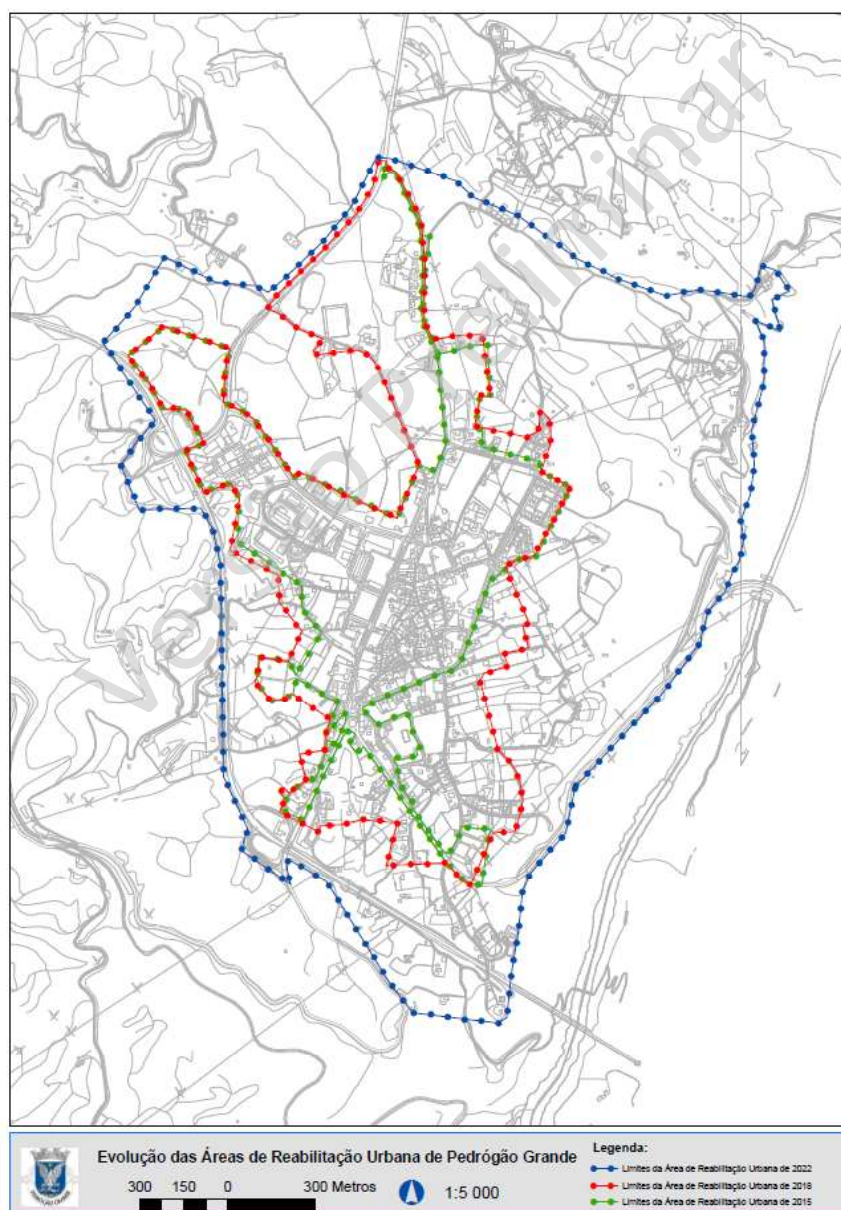 Versão Preliminar
Evolução das Áreas de Reabilitação Urbana de Pedrógão Grande
300 150 0 300 Metros
1:5 000
PEDRÓGÃO GRANDE
Legenda:
Limites da Área de Reabilitação Urbana de 2022
Limites da Área de Reabilitação Urbana de 2018
Limites da Área de Reabilitação Urbana de 2015